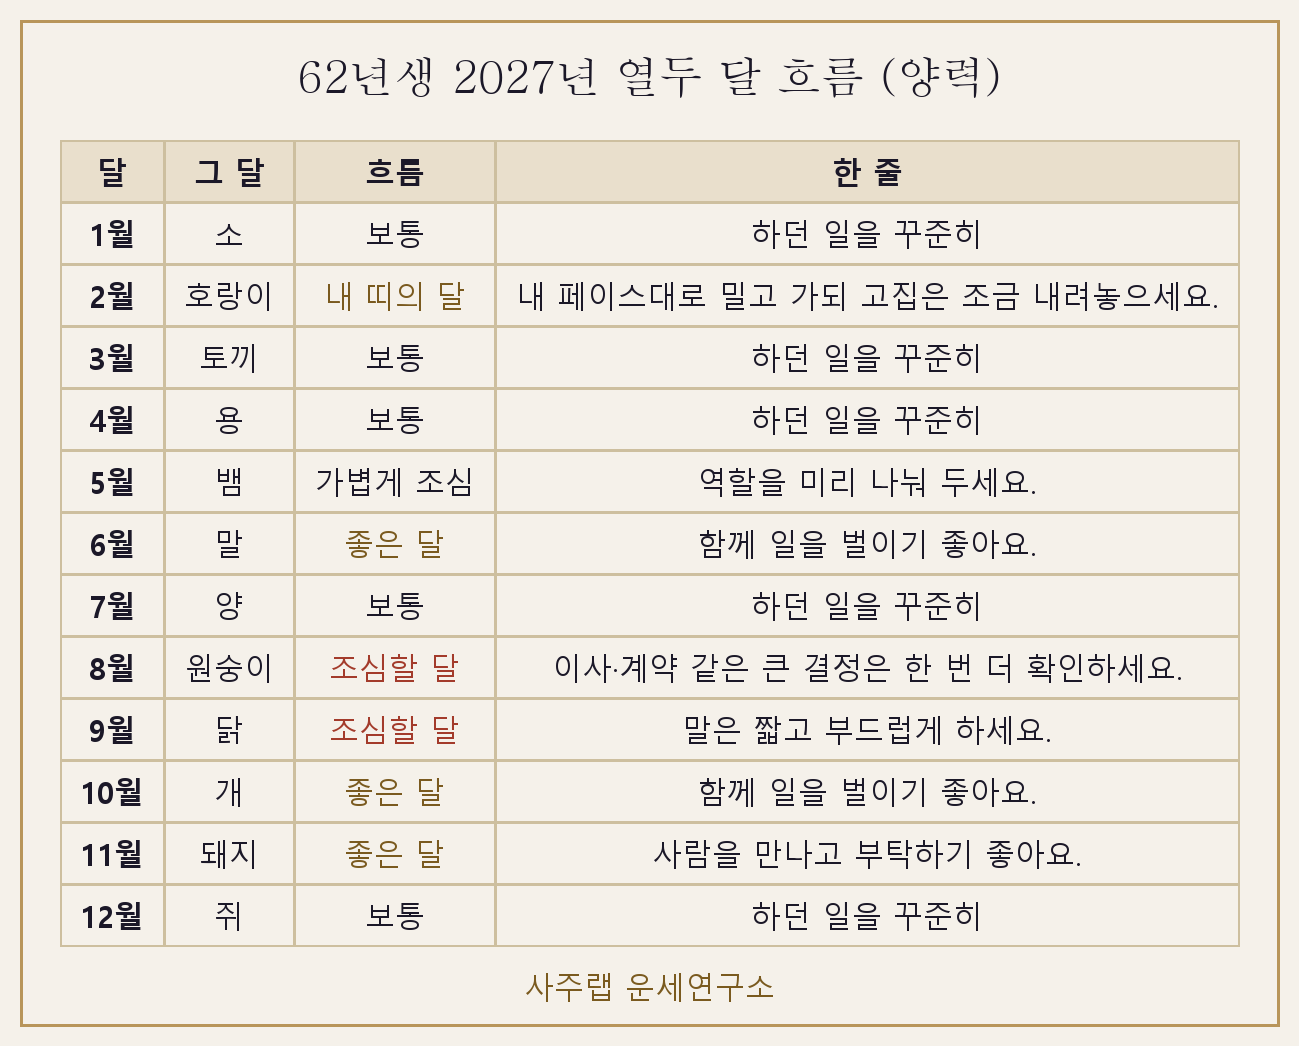 62년생 2027년 열두 달 흐름 (양력)
달 그 달 흐름 한 줄
1월 소 보통 하던 일을 꾸준히
2월 호랑이 내 띠의 달 내 페이스대로 밀고 가되 고집은 조금 내려놓으세요.
3월 토끼 보통 하던 일을 꾸준히
4월 용 보통 하던 일을 꾸준히
5월 뱀 가볍게 조심 역할을 미리 나눠 두세요.
6월 말 좋은 달 함께 일을 벌이기 좋아요.
7월 양 보통 하던 일을 꾸준히
8월 원숭이 조심할 달 이사·계약 같은 큰 결정은 한 번 더 확인하세요.
9월 닭 조심할 달 말은 짧고 부드럽게 하세요.
10월 개 좋은 달 함께 일을 벌이기 좋아요.
11월 돼지 좋은 달 사람을 만나고 부탁하기 좋아요.
12월 쥐 보통 하던 일을 꾸준히
사주랩 운세연구소